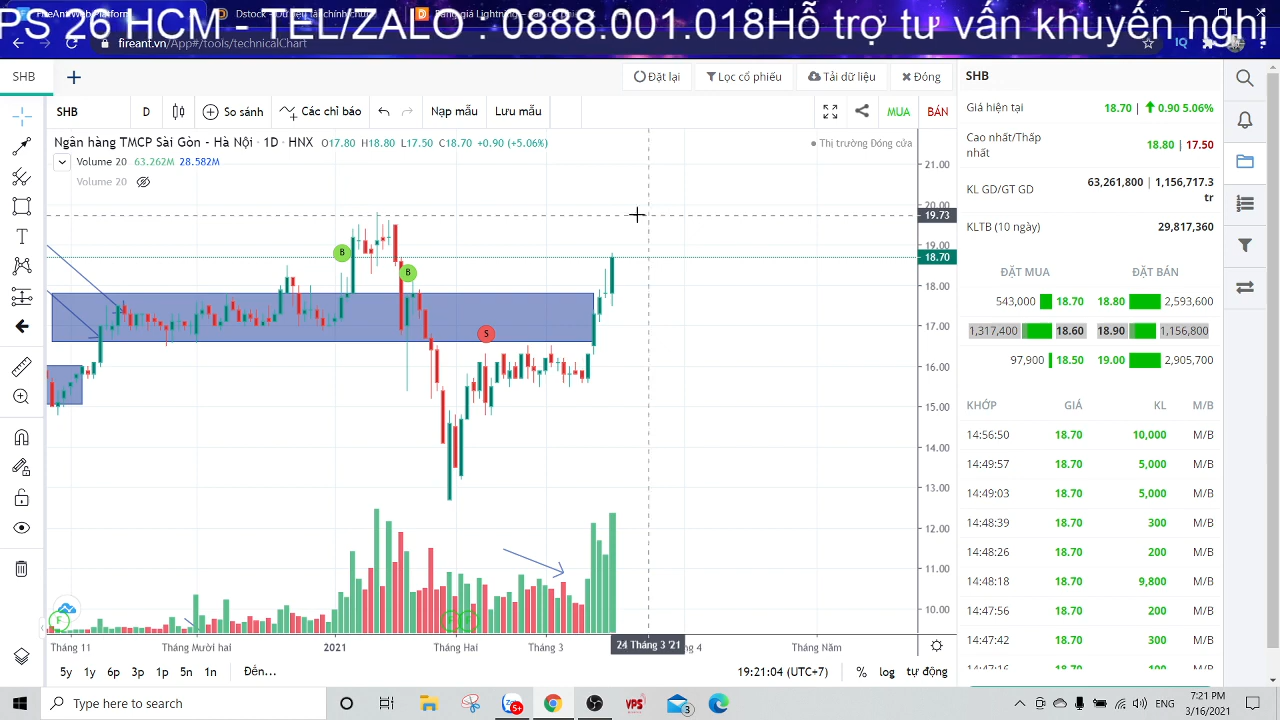 PS 26 HCM - TEL/ZALO : 0888.001.018Hỗ trợ tư vấn khuyến nghị
fireant.vn/App#/tools/technicalChart
SHB
Đặt lại
Lọc cổ phiếu
Tải dữ liệu
Đóng
SHB
SHB
D
So sánh
Các chỉ báo
Nạp mẫu
Lưu mẫu
MUA
BÁN
Ngân hàng TMCP Sài Gòn - Hà Nội · 1D · HNX O17.80 H18.80 L17.50 C18.70 +0.90 (+5.06%)
Thị trường Đóng cửa
Volume 20 63.262M 28.582M
Volume 20
21.00
20.00
19.73
19.00
18.70
18.00
17.00
16.00
15.00
14.00
13.00
12.00
11.00
10.00
B
B
S
Tháng 11
Tháng Mười hai
2021
Tháng Hai
Tháng 3
24 Tháng 3 '21
Tháng Năm
5y
1y
6p
3p
1p
5n
1n
Đến...
19:21:04 (UTC+7)
%
log
tự động
Giá hiện tại
18.70 | 0.90 5.06%
Cao nhất/Thấp
nhất
18.80 | 17.50
KL GD/GT GD
63,261,800 | 1,156,717.3
tr
KLTB (10 ngày)
29,817,360
ĐẶT MUA
ĐẶT BÁN
543,000 18.70 18.80 2,593,600
1,317,400 18.60 18.90 1,156,800
97,900 18.50 19.00 2,905,700
KHỚP GIÁ KL M/B
14:56:50 18.70 10,000 M/B
14:49:57 18.70 5,000 M/B
14:49:03 18.70 5,000 M/B
14:48:39 18.70 300 M/B
14:48:26 18.70 200 M/B
14:48:18 18.70 9,800 M/B
14:47:56 18.70 200 M/B
14:47:42 18.70 300 M/B
Type here to search
5+
VPS
3
ENG
7:21 PM
3/16/2021